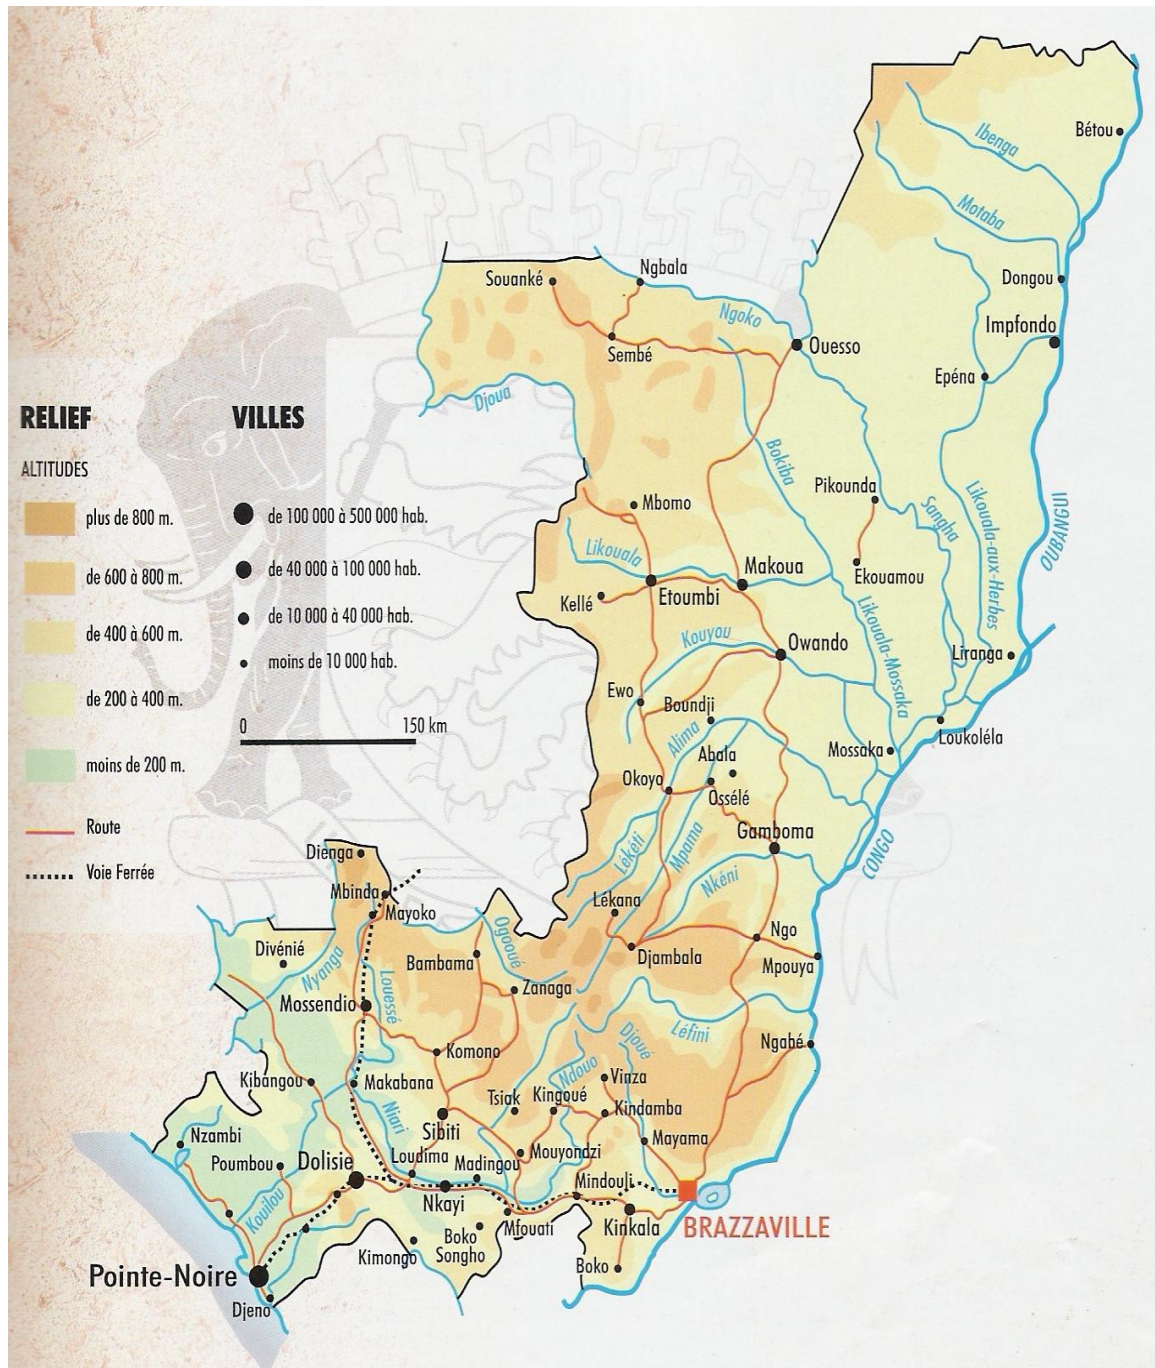 Ibenga
Bétou
Motaba
Dongou
Impfondo
Epéna
Souanké
Ngbala
Ngoko
Sembé
Ouesso
Djoua
RELIEF
ALTITUDES
plus de 800 m.
de 600 à 800 m.
de 400 à 600 m.
de 200 à 400 m.
moins de 200 m.
Route
Voie Ferrée
VILLES
de 100 000 à 500 000 hab.
de 40 000 à 100 000 hab.
de 10 000 à 40 000 hab.
moins de 10 000 hab.
0 150 km
Bokiba
Pikounda
Mbomo
Sangha
Likouala-aux-Herbes
OUBANGUI
Likouala
Makoua
Ekouamou
Etoumbi
Kellé
Likouala-Mossaka
Kouyou
Owando
Liranga
Ewo
Boundji
Loukoléla
Alima
Abala
Mossaka
Okoyo
Ossélé
Gamboma
CONGO
Lékéti
Mpama
Nkéni
Dienga
Mbinda
Mayoko
Lékana
Ogooué
Ngo
Djambala
Mpouya
Divénié
Nyanga
Bambama
Louessé
Zanaga
Mossendjo
Léfini
Djoué
Ngabé
Komono
Ndouo
Kibangou
Makabana
Vinza
Tsiak
Kingoué
Kindamba
Niari
Sibiti
Mayama
Nzambi
Mouyondzi
Poumbou
Dolisie
Loudima
Madingou
Mindouli
Nkayi
Kouilou
Mfouati
Kinkala
BRAZZAVILLE
Boko
Songho
Kimongo
Boko
Pointe-Noire
Djeno